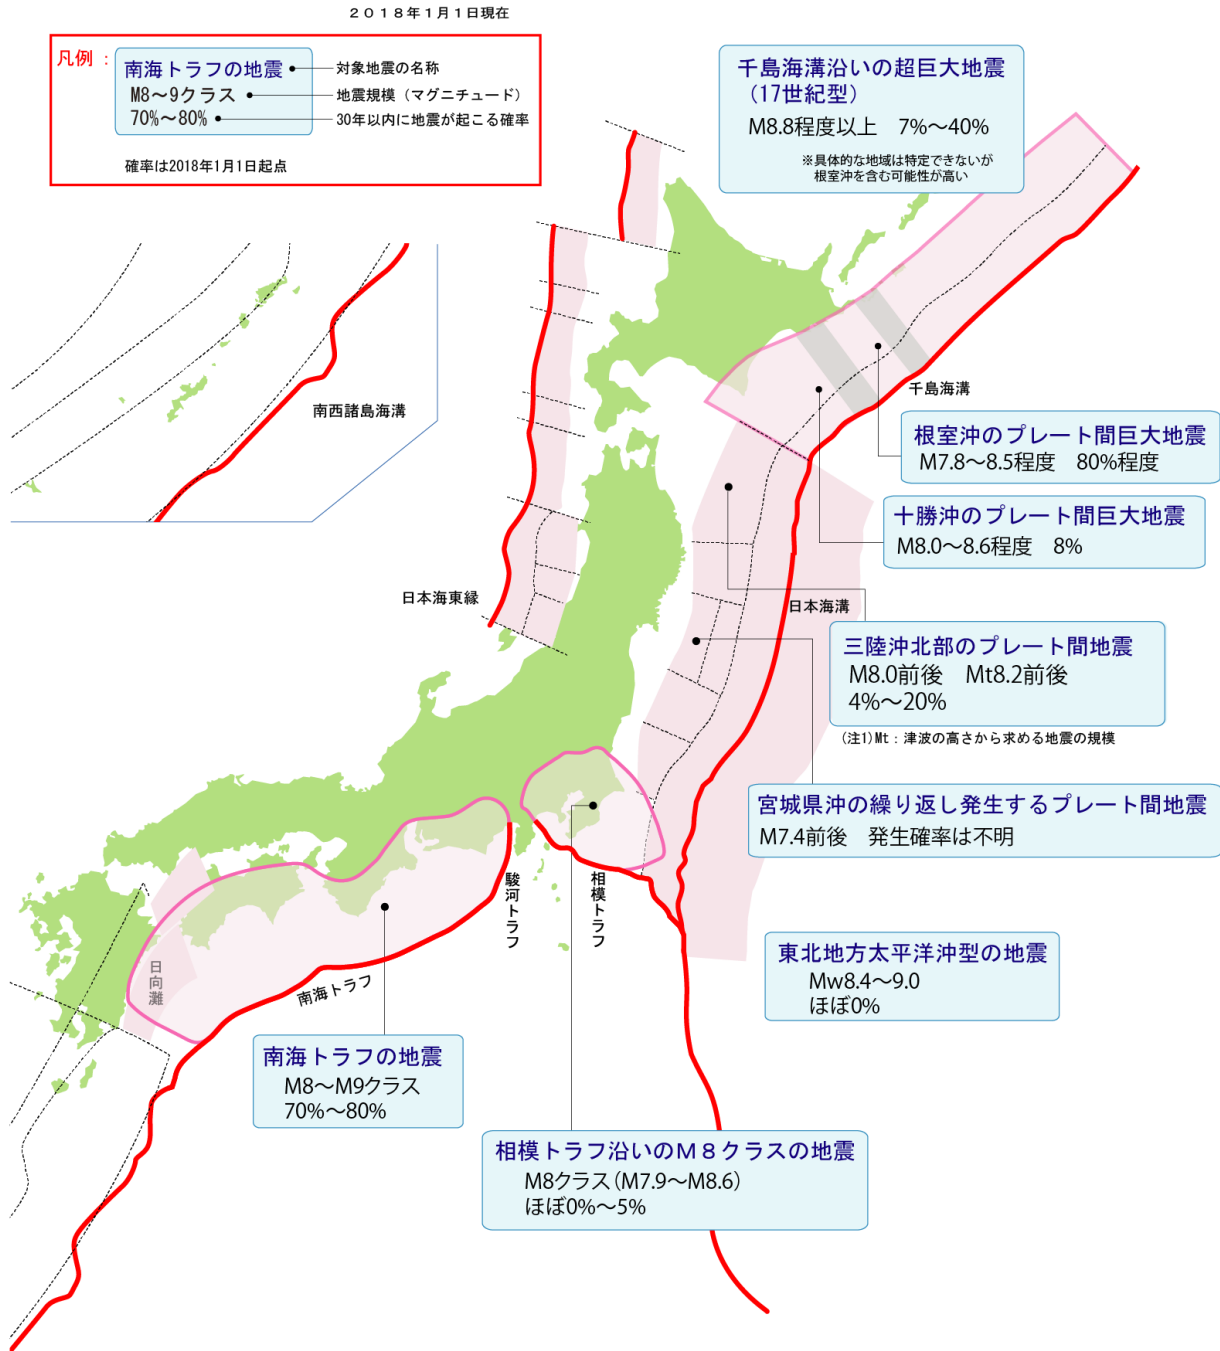 ２０１８年１月１日現在
凡例：
南海トラフの地震
M8～9クラス
70%～80%
対象地震の名称
地震規模（マグニチュード）
30年以内に地震が起こる確率
確率は2018年1月1日起点
千島海溝沿いの超巨大地震
（17世紀型）
M8.8程度以上　7%～40%
※具体的な地域は特定できないが
根室沖を含む可能性が高い
南西諸島海溝
千島海溝
根室沖のプレート間巨大地震
M7.8～8.5程度　80%程度
十勝沖のプレート間巨大地震
M8.0～8.6程度　8%
日本海東縁
日本海溝
三陸沖北部のプレート間地震
M8.0前後　Mt8.2前後
4%～20%
(注1)Mt：津波の高さから求める地震の規模
宮城県沖の繰り返し発生するプレート間地震
M7.4前後　発生確率は不明
駿河トラフ
相模トラフ
日向灘
南海トラフ
東北地方太平洋沖型の地震
Mw8.4～9.0
ほぼ0%
南海トラフの地震
M8～M9クラス
70%～80%
相模トラフ沿いのＭ８クラスの地震
M8クラス（M7.9～M8.6）
ほぼ0%～5%